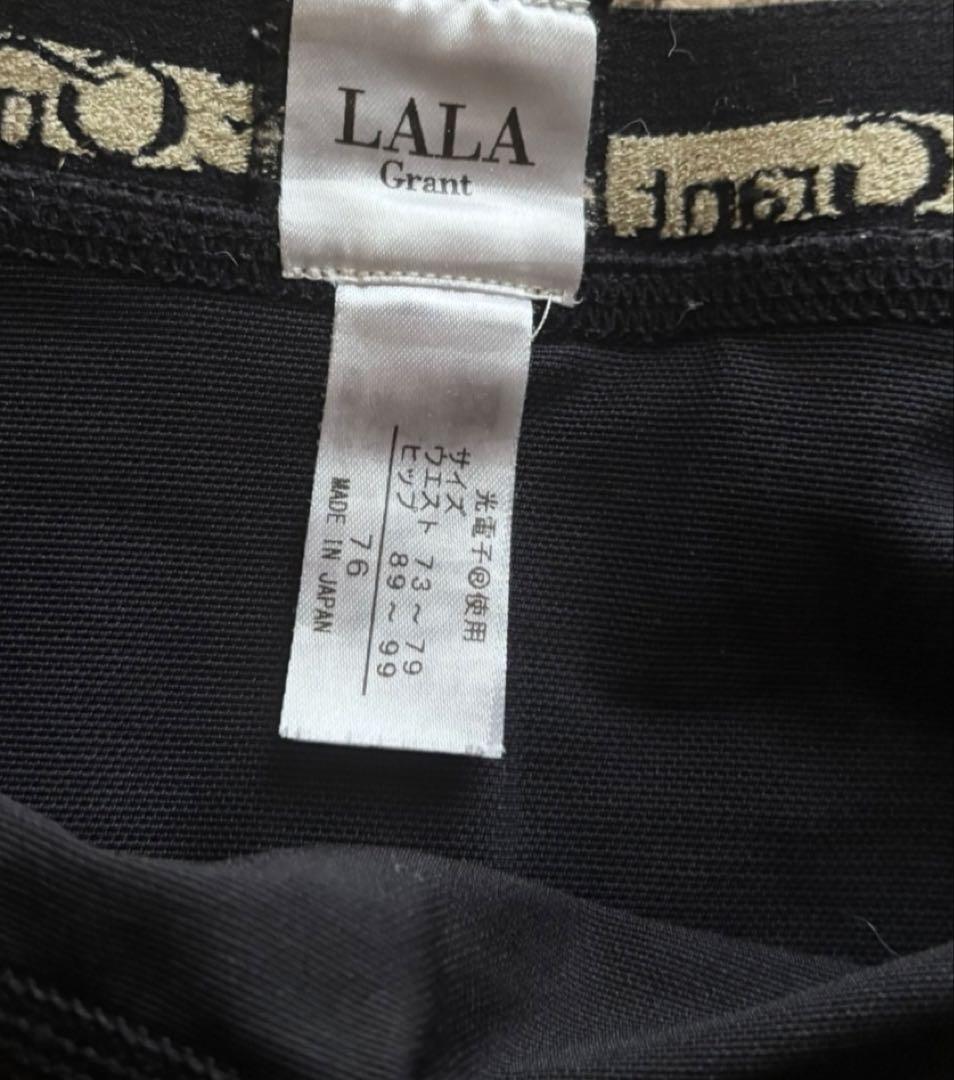 LALA
Grant
光電子®使用
サイズ
ウエスト 73～79
ヒップ 89～99
76
MADE IN JAPAN